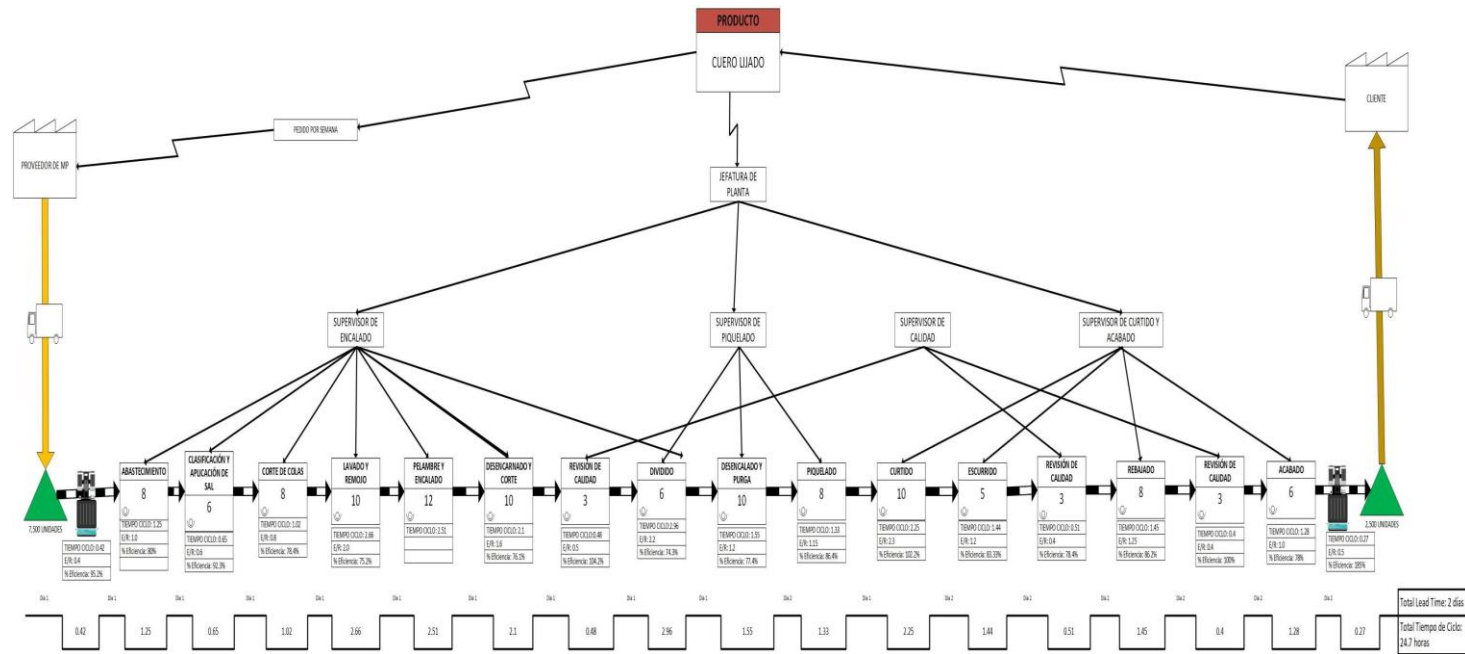 PRODUCTO
CUERO LIJADO
CLIENTE
PEDIDO POR SEMANA
PROVEEDOR DE MP
JEFATURA DE
PLANTA
SUPERVISOR DE
ENCALADO
SUPERVISOR DE
PIQUELADO
SUPERVISOR DE
CALIDAD
SUPERVISOR DE CURTIDO Y
ACABADO
7,500 UNIDADES
TIEMPO CICLO: 0.42
E/R: 0.4
% Eficiencia: 95.2%
ABASTECIMIENTO
8
TIEMPO CICLO: 1.25
E/R: 1.0
% Eficiencia: 80%
CLASIFICACIÓN Y
APLICACIÓN DE
SAL
6
TIEMPO CICLO: 0.65
E/R: 0.6
% Eficiencia: 92.3%
CORTE DE COLAS
8
TIEMPO CICLO: 1.02
E/R: 0.8
% Eficiencia: 78.4%
LAVADO Y
REMOJO
10
TIEMPO CICLO: 2.66
E/R: 2.0
% Eficiencia: 75.2%
PELAMBRE Y
ENCALADO
12
TIEMPO CICLO: 2.51
DESENCARNADO Y
CORTE
10
TIEMPO CICLO: 2.1
E/R: 1.6
% Eficiencia: 76.1%
REVISIÓN DE
CALIDAD
3
TIEMPO CICLO:0.48
E/R: 0.5
% Eficiencia: 104.2%
DIVIDIDO
6
TIEMPO CICLO:2.96
E/R: 2.2
% Eficiencia: 74.3%
DESENCALADO Y
PURGA
10
TIEMPO CICLO: 1.55
E/R: 1.2
% Eficiencia: 77.4%
PIQUELADO
8
TIEMPO CICLO: 1.33
E/R: 1.15
% Eficiencia: 86.4%
CURTIDO
10
TIEMPO CICLO: 2.25
E/R: 2.3
% Eficiencia: 102.2%
ESCURRIDO
5
TIEMPO CICLO: 1.44
E/R: 1.2
% Eficiencia: 83.33%
REVISIÓN DE
CALIDAD
3
TIEMPO CICLO: 0.51
E/R: 0.4
% Eficiencia: 78.4%
REBAJADO
8
TIEMPO CICLO: 1.45
E/R: 1.25
% Eficiencia: 86.2%
REVISIÓN DE
CALIDAD
3
TIEMPO CICLO: 0.4
E/R: 0.4
% Eficiencia: 100%
ACABADO
6
TIEMPO CICLO: 1.28
E/R: 1.0
% Eficiencia: 78%
TIEMPO CICLO: 0.27
E/R: 0.5
% Eficiencia: 185%
2,500 UNIDADES
0.42 1.25 0.65 1.02 2.66 2.51 2.1 0.48 2.96 1.55 1.33 2.25 1.44 0.51 1.45 0.4 1.28 0.27
Total Lead Time: 2 días
Total Tiempo de Ciclo:
24.7 horas